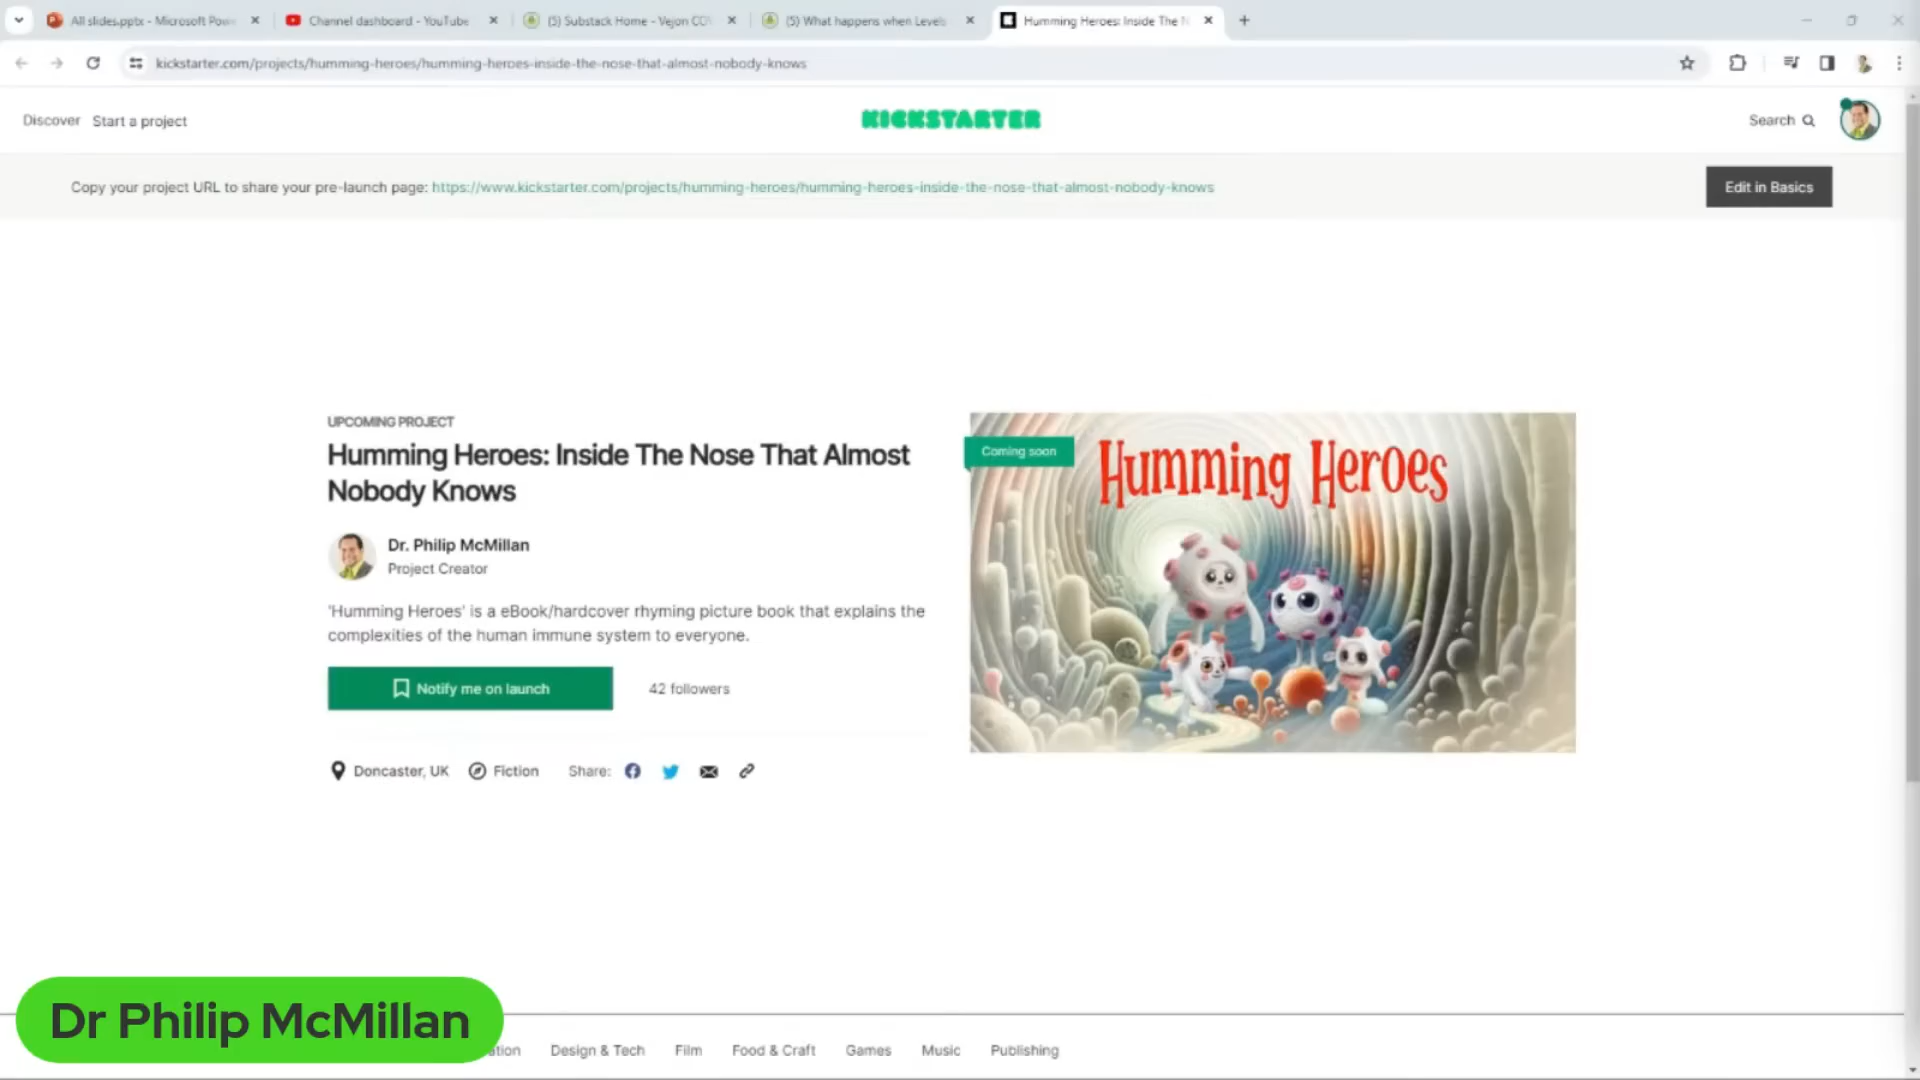 All slides.pptx - Microsoft Pow
Channel dashboard - YouTube
(5) Substack Home - Vejon COV
(5) What happens when Levels
Humming Heroes: Inside The N
kickstarter.com/projects/humming-heroes/humming-heroes-inside-the-nose-that-almost-nobody-knows
Discover Start a project
KICKSTARTER
Search
Copy your project URL to share your pre-launch page: https://www.kickstarter.com/projects/humming-heroes/humming-heroes-inside-the-nose-that-almost-nobody-knows
Edit in Basics
UPCOMING PROJECT
Humming Heroes: Inside The Nose That Almost
Nobody Knows
Dr. Philip McMillan
Project Creator
'Humming Heroes' is a eBook/hardcover rhyming picture book that explains the
complexities of the human immune system to everyone.
Notify me on launch
42 followers
Doncaster, UK Fiction Share:
Coming soon
Humming Heroes
Dr Philip McMillan
ation Design & Tech Film Food & Craft Games Music Publishing